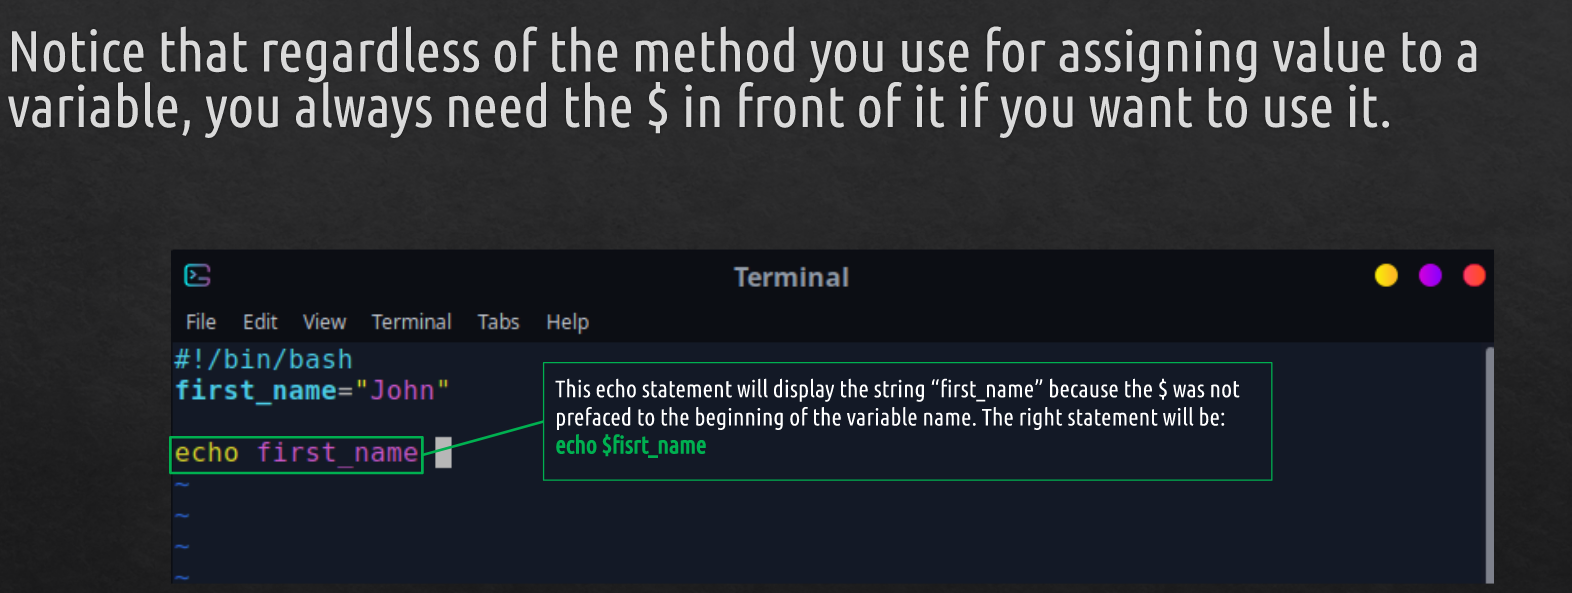 Notice that regardless of the method you use for assigning value to a
variable, you always need the $ in front of it if you want to use it.
Terminal
File Edit View Terminal Tabs Help
#!/bin/bash
first_name="John"
echo first_name
This echo statement will display the string “first_name” because the $ was not
prefaced to the beginning of the variable name. The right statement will be:
echo $fisrt_name
~
~
~
~